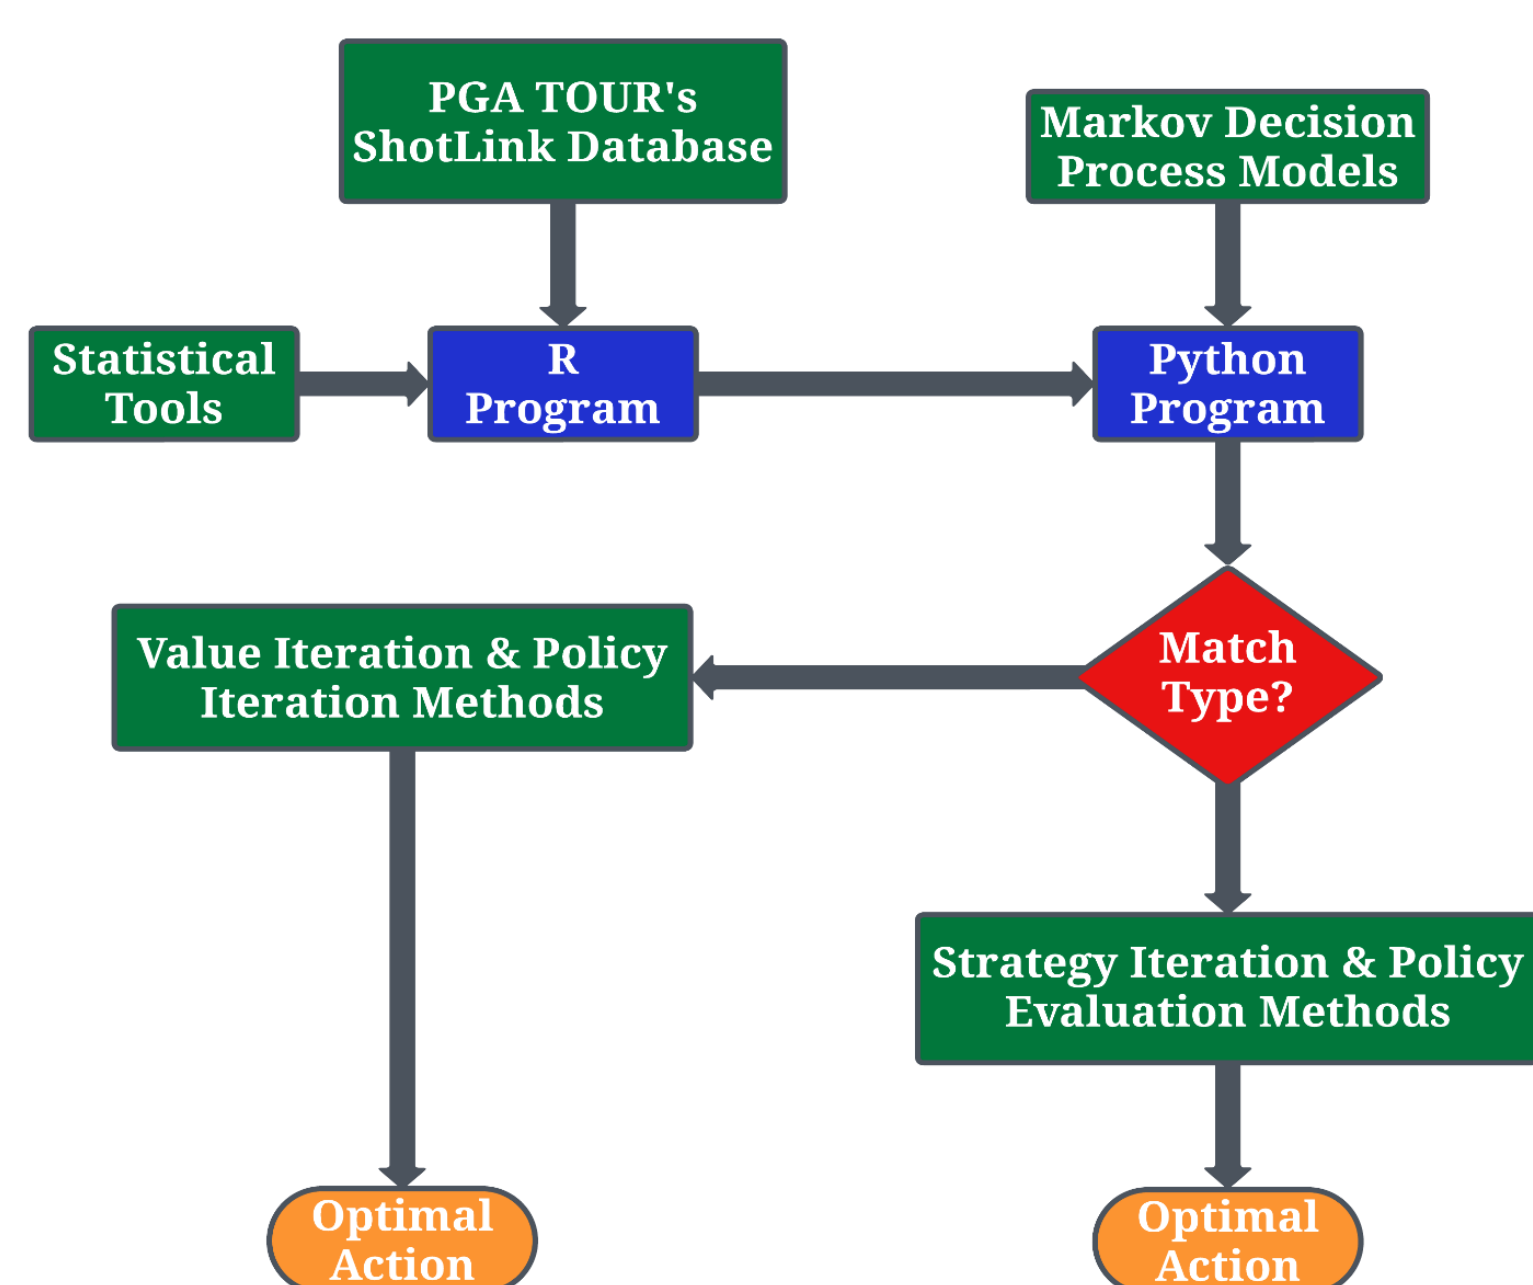 PGA TOUR's
ShotLink Database
Markov Decision
Process Models
Statistical
Tools
R
Program
Python
Program
Match
Type?
Value Iteration & Policy
Iteration Methods
Strategy Iteration & Policy
Evaluation Methods
Optimal
Action
Optimal
Action